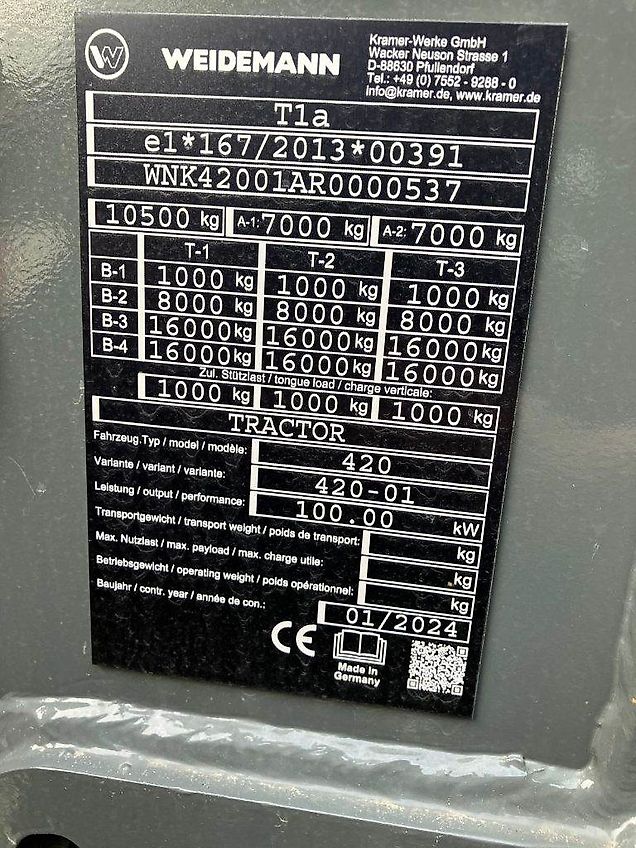 W WEIDEMANN
Kramer-Werke GmbH
Wacker Neuson Strasse 1
D-88630 Pfullendorf
Tel.: +49 (0) 7552 - 9288 - 0
info@kramer.de, www.kramer.de
T1a
e1*167/2013*00391
WNK42001AR0000537
10500 kg A-1: 7000 kg A-2: 7000 kg
T-1 T-2 T-3
B-1 1000 kg 1000 kg 1000 kg
B-2 8000 kg 8000 kg 8000 kg
B-3 16000 kg 16000 kg 16000 kg
B-4 16000 kg 16000 kg 16000 kg
Zul. Stützlast / tongue load / charge verticale:
1000 kg 1000 kg 1000 kg
TRACTOR
Fahrzeug.Typ / model / modèle: 420
Variante / variant / variante: 420-01
Leistung / output / performance: 100.00 kW
Transportgewicht / transport weight / poids de transport: kg
Max. Nutzlast / max. payload / max. charge utile: kg
Betriebsgewicht / operating weight / poids opérationnel: kg
Baujahr / contr. year / année de con.: 01/2024
CE
Made in
Germany